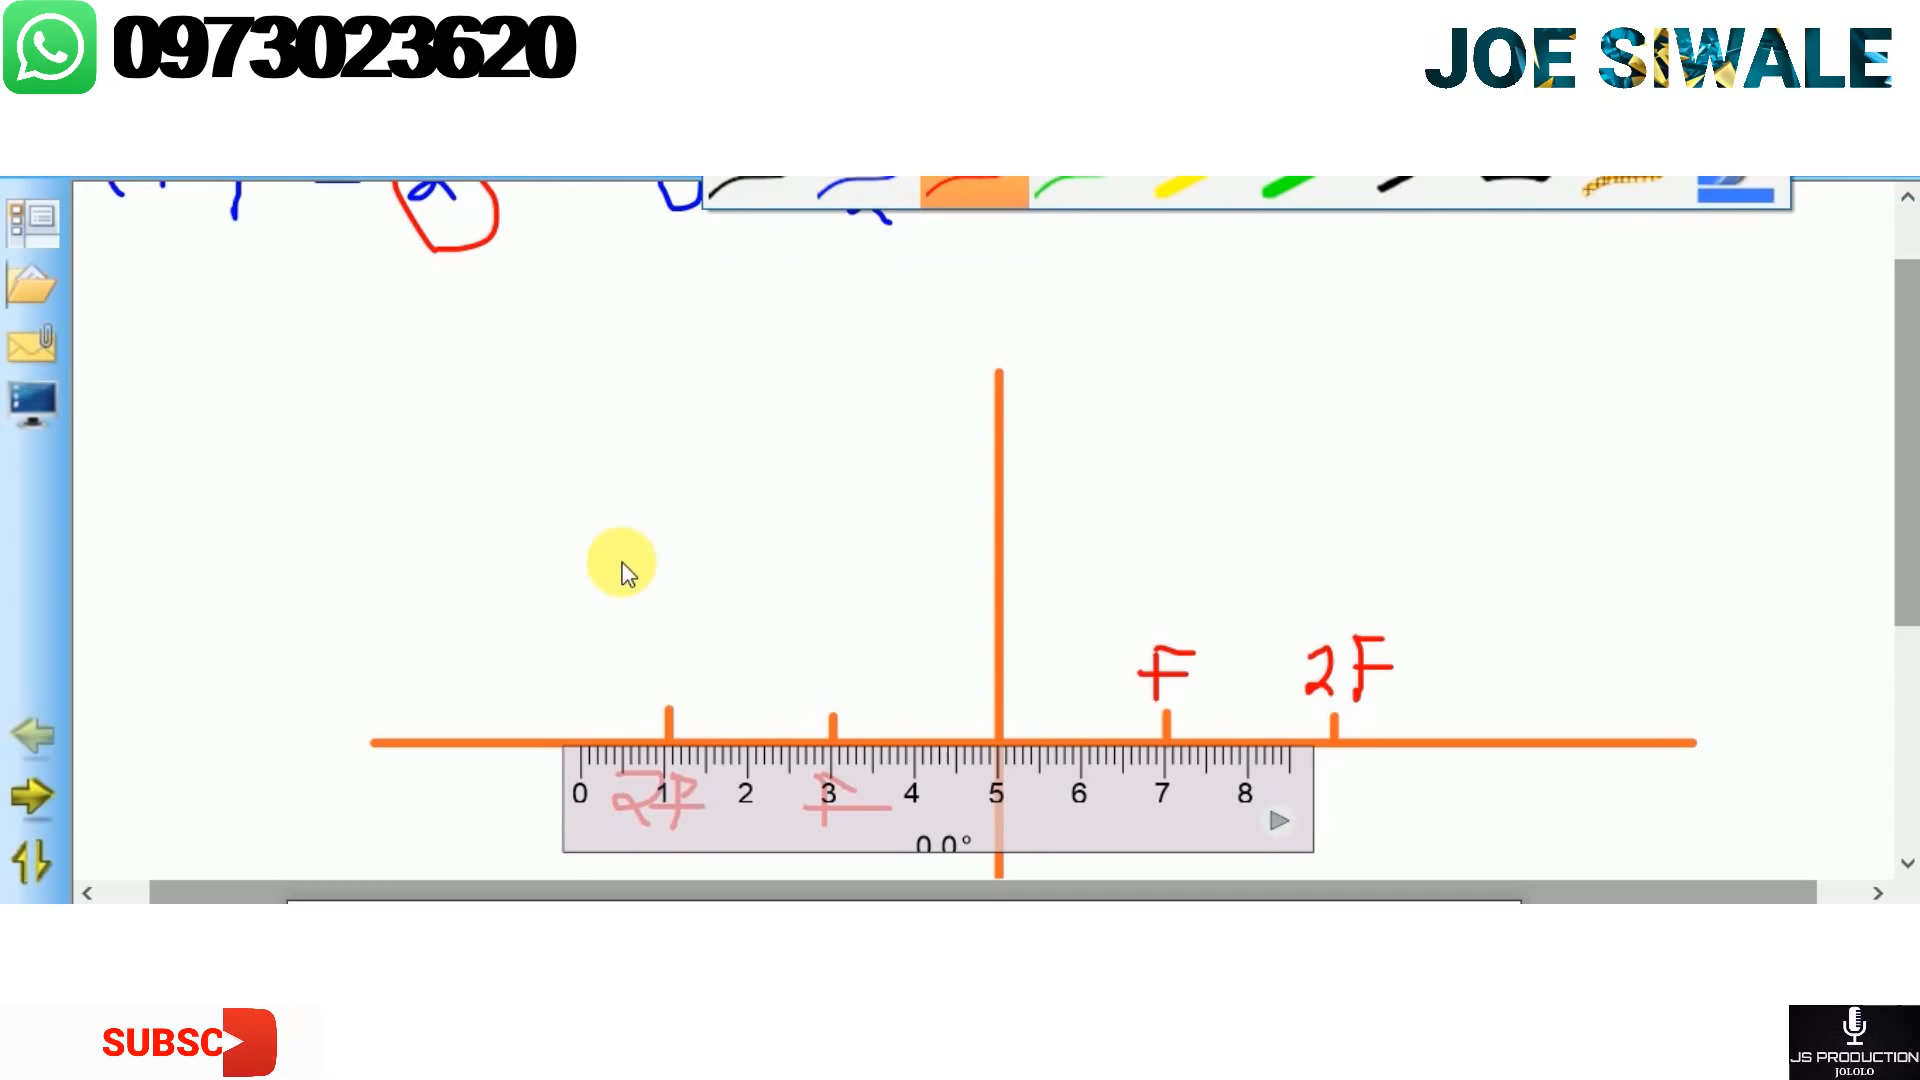 0973023620
JOE SIWALE
F 2F
0 1 2 3 4 5 6 7 8
2F F
0.0°
SUBSC
JS PRODUCTION
JOLOLO